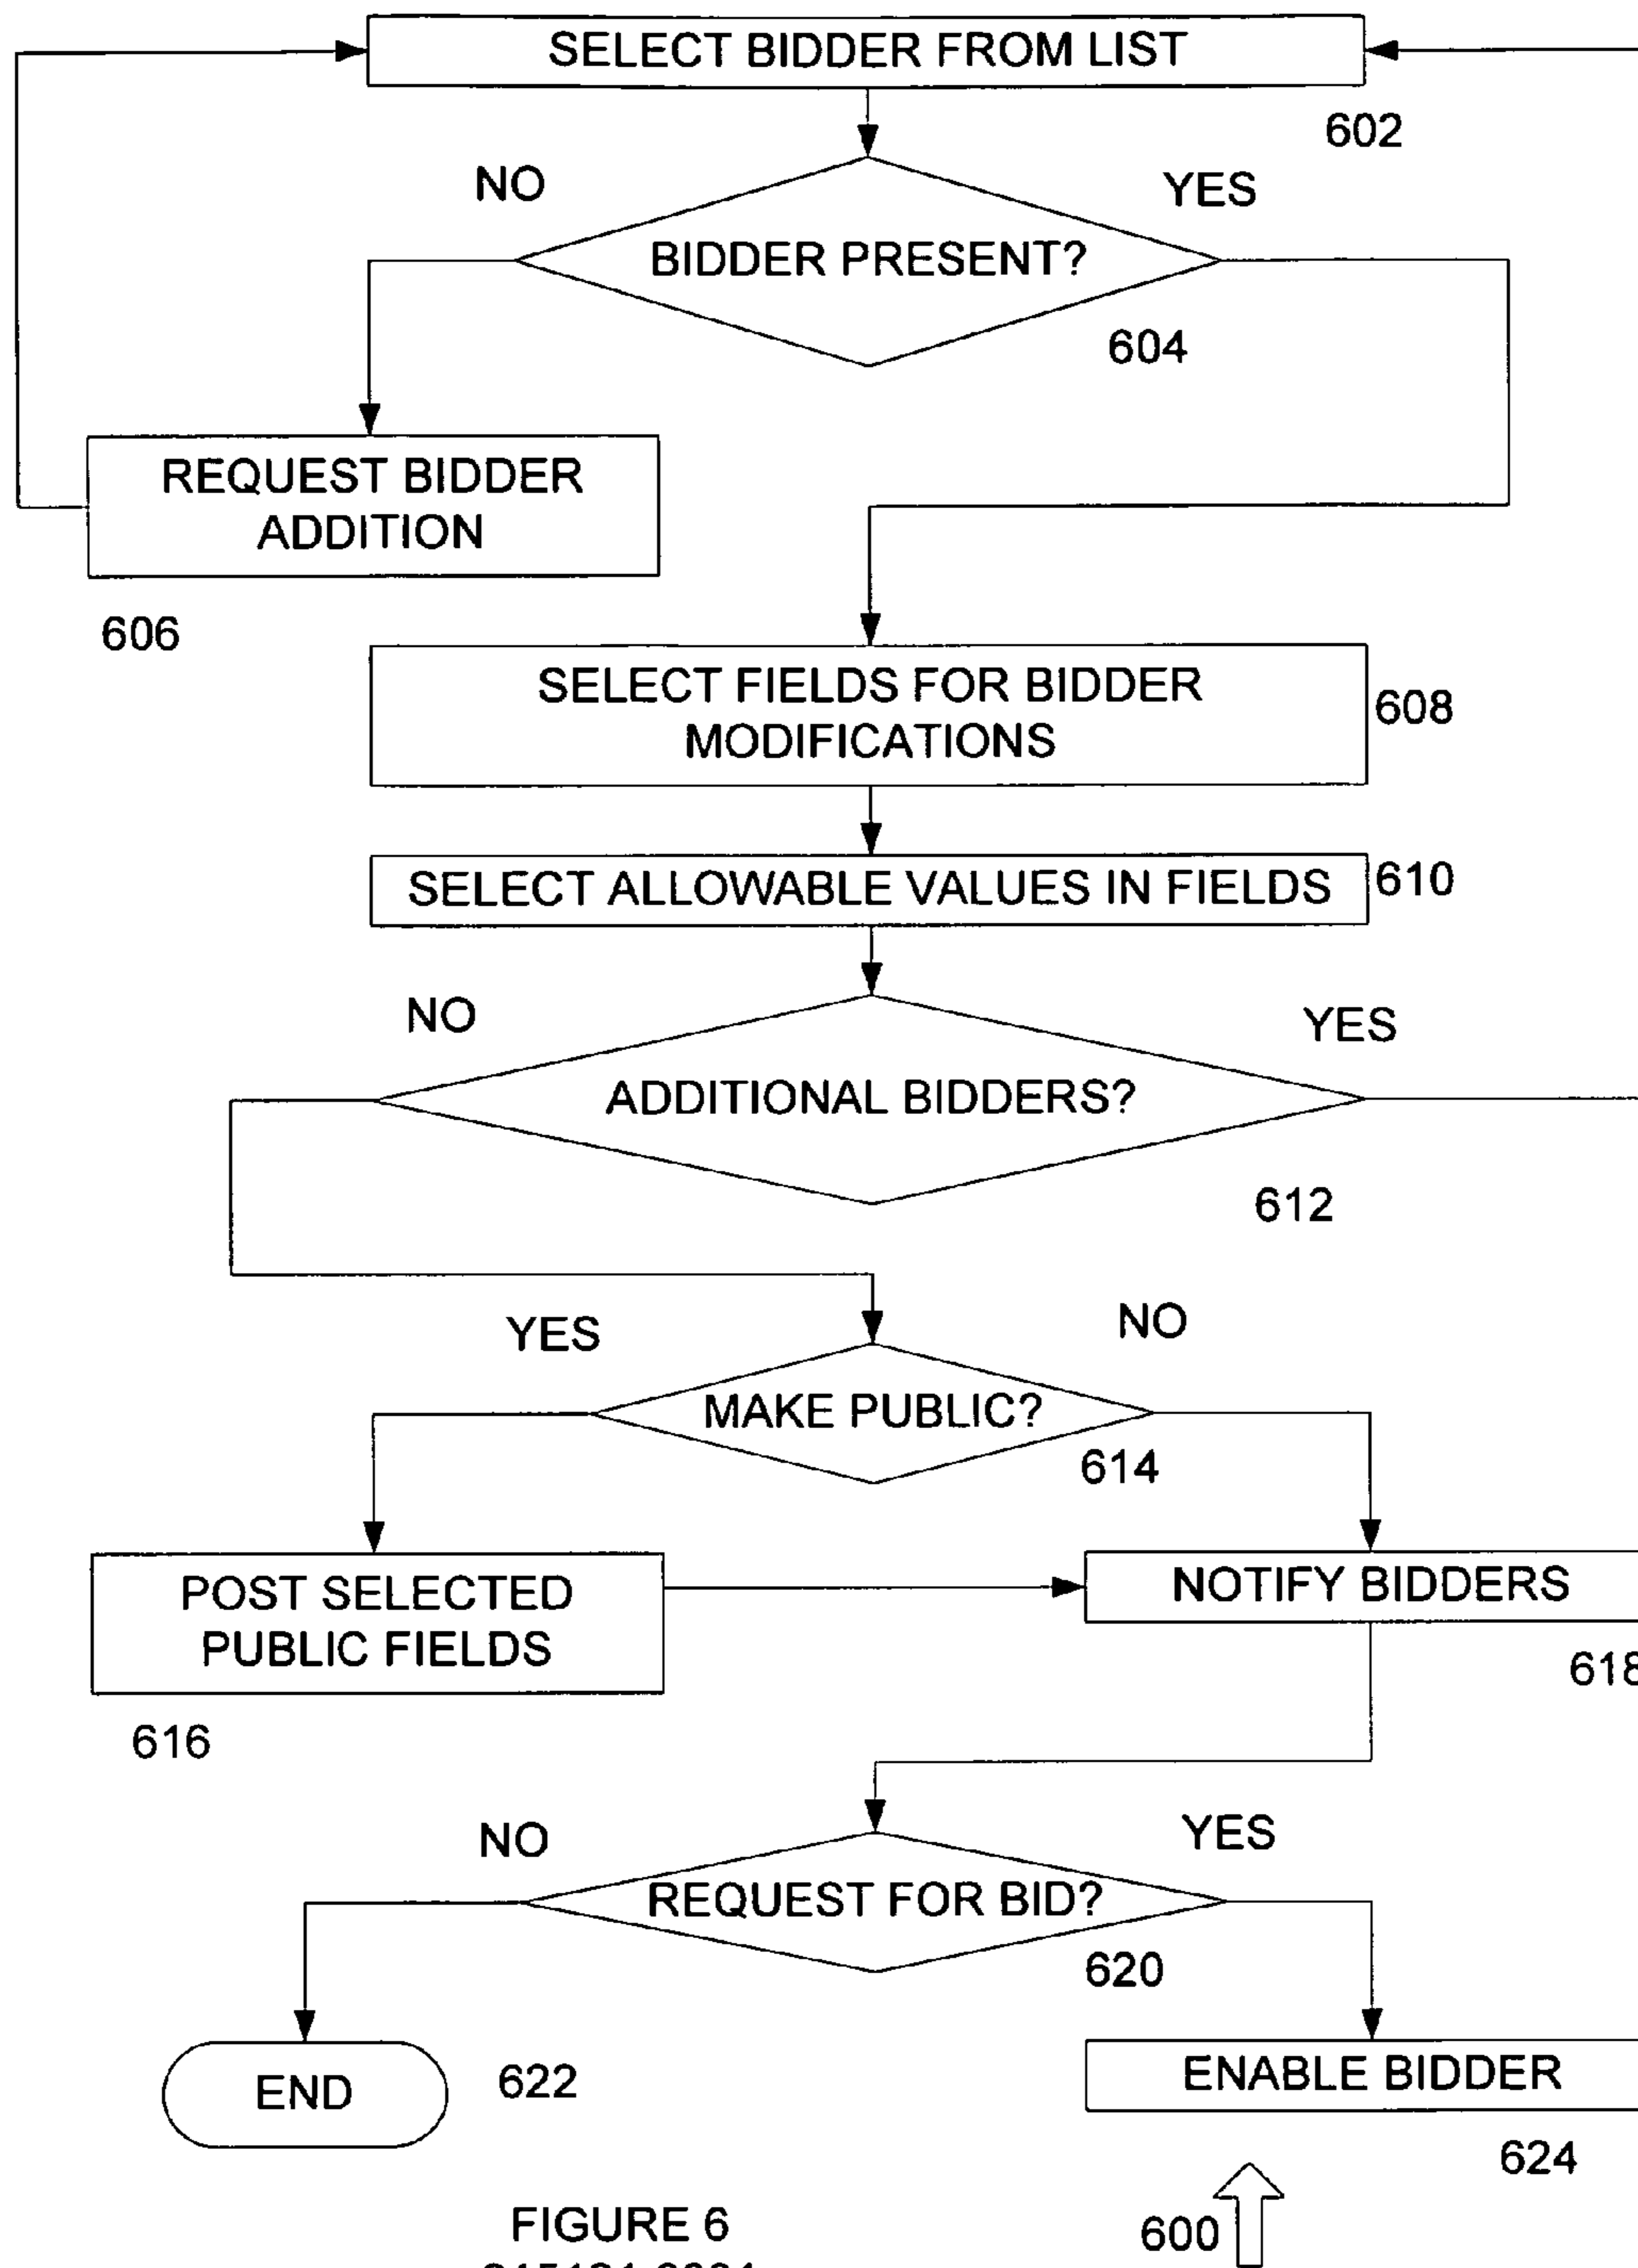 SELECT BIDDER FROM LIST
602
NO
YES
BIDDER PRESENT?
604
REQUEST BIDDER
ADDITION
606
SELECT FIELDS FOR BIDDER
MODIFICATIONS
608
SELECT ALLOWABLE VALUES IN FIELDS
610
NO
YES
ADDITIONAL BIDDERS?
612
YES
NO
MAKE PUBLIC?
614
POST SELECTED
PUBLIC FIELDS
616
NOTIFY BIDDERS
618
NO
YES
REQUEST FOR BID?
620
END
622
ENABLE BIDDER
624
FIGURE 6
600